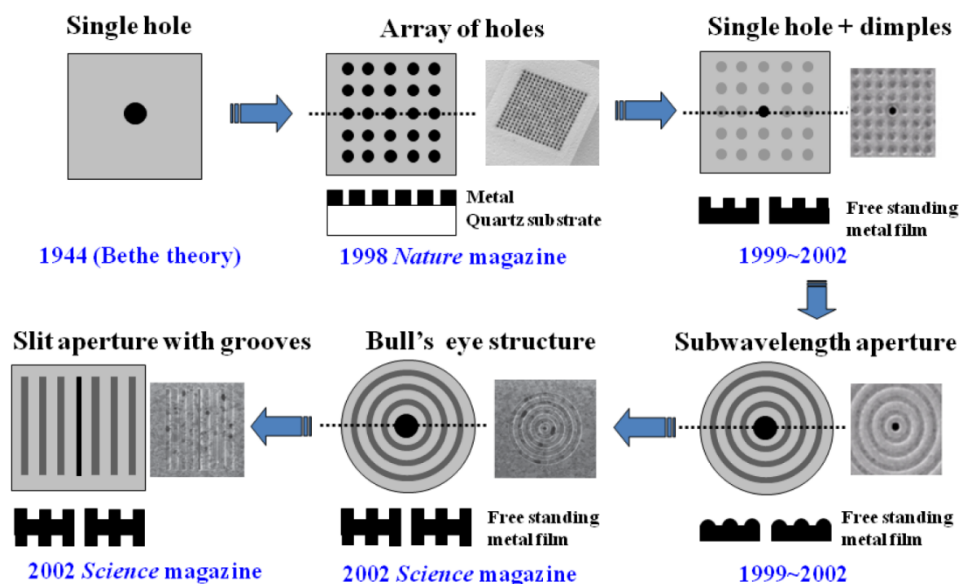 Single hole
Array of holes
Single hole + dimples
Metal
Quartz substrate
Free standing
metal film
1944 (Bethe theory)
1998 Nature magazine
1999~2002
Slit aperture with grooves
Bull's eye structure
Subwavelength aperture
Free standing
metal film
Free standing
metal film
2002 Science magazine
2002 Science magazine
1999~2002